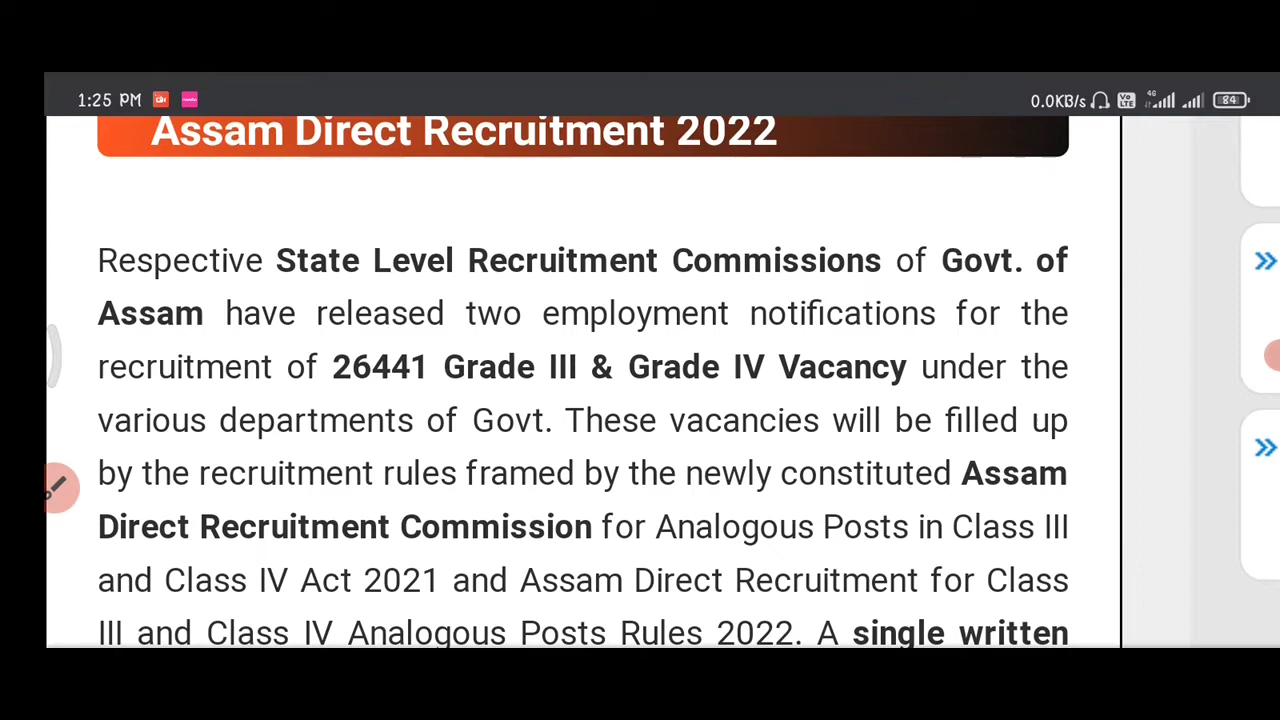 1:25 PM 0.0KB/s Vo LTE 4G 84
Assam Direct Recruitment 2022
Respective State Level Recruitment Commissions of Govt. of
Assam have released two employment notifications for the
recruitment of 26441 Grade III & Grade IV Vacancy under the
various departments of Govt. These vacancies will be filled up
by the recruitment rules framed by the newly constituted Assam
Direct Recruitment Commission for Analogous Posts in Class III
and Class IV Act 2021 and Assam Direct Recruitment for Class
III and Class IV Analogous Posts Rules 2022. A single written